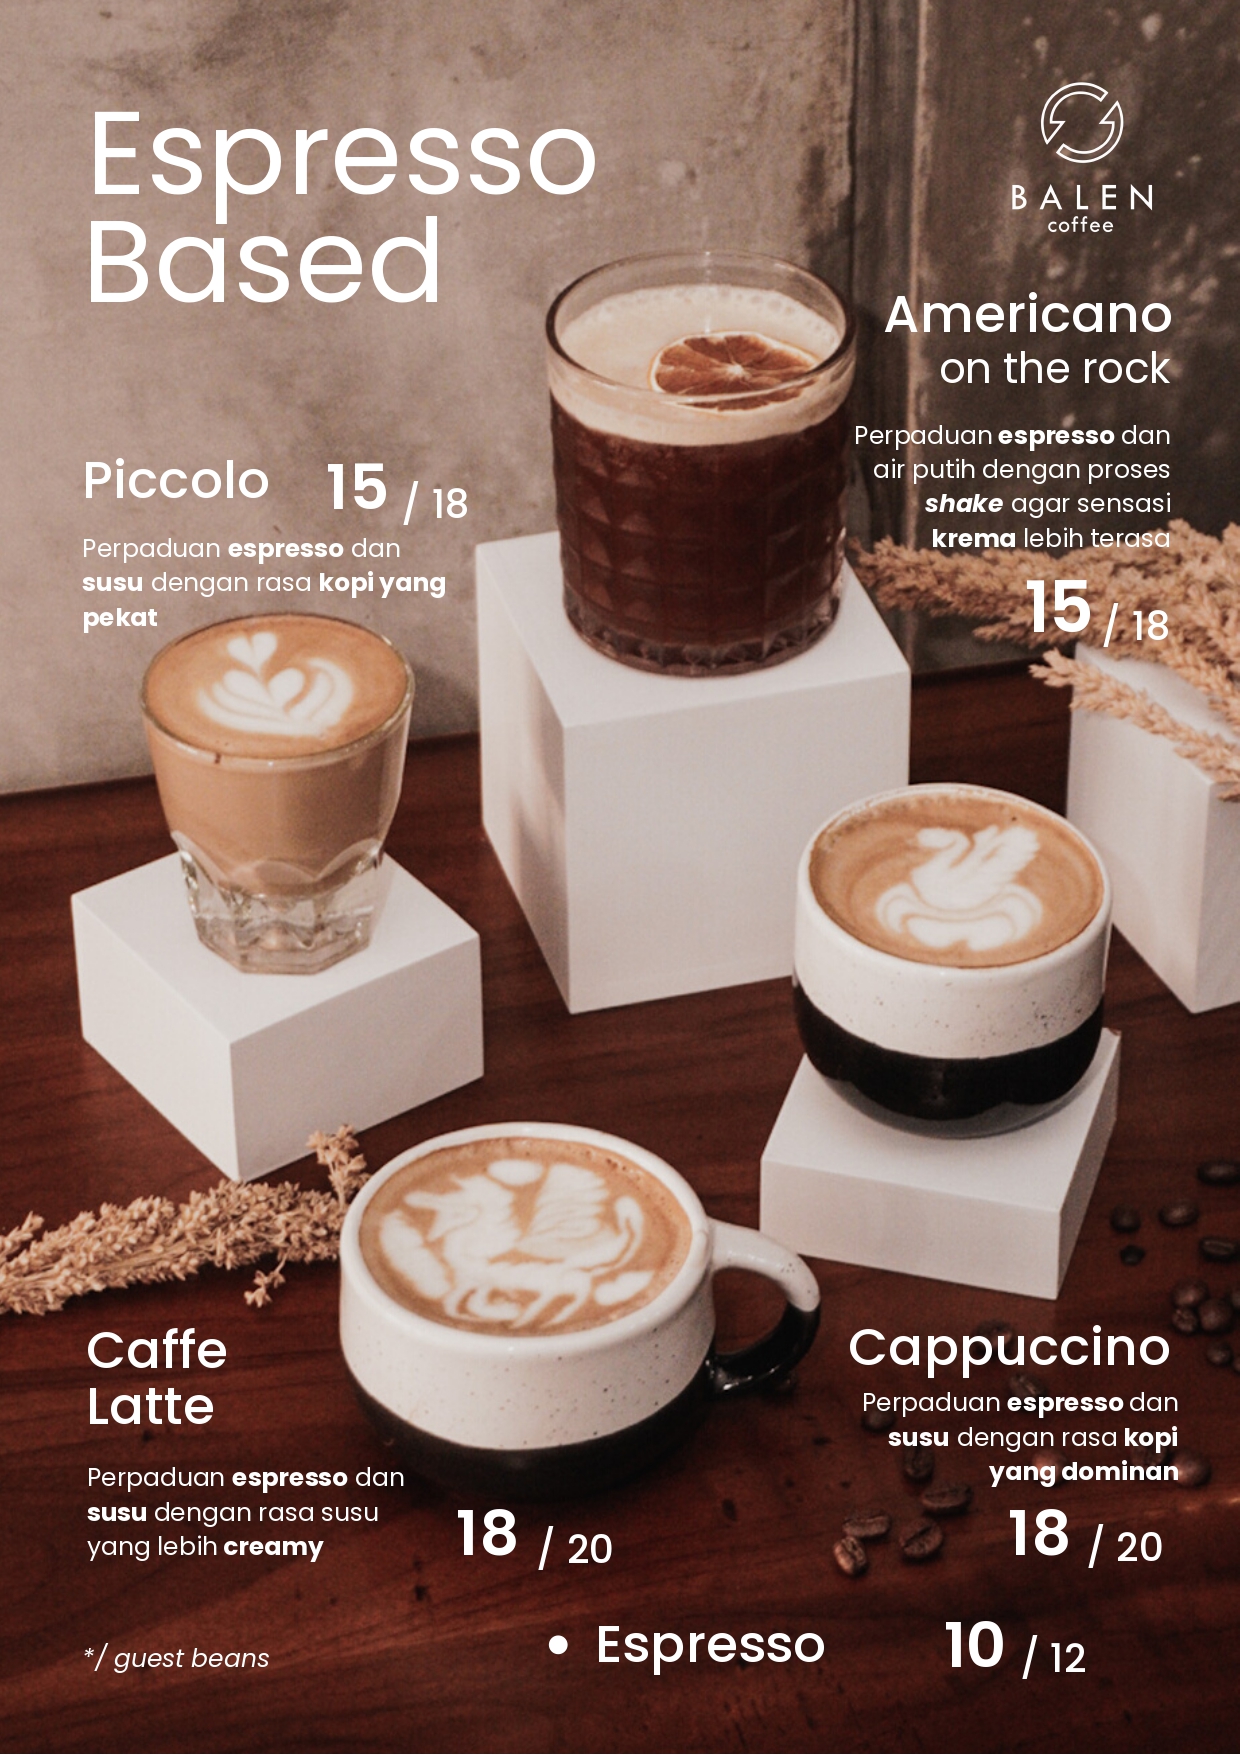 Espresso
Based
BALEN
coffee
Americano
on the rock
Perpaduan espresso dan
air putih dengan proses
shake agar sensasi
krema lebih terasa
15 / 18
Piccolo 15 / 18
Perpaduan espresso dan
susu dengan rasa kopi yang
pekat
Caffe
Latte
Perpaduan espresso dan
susu dengan rasa susu
yang lebih creamy
18 / 20
Cappuccino
Perpaduan espresso dan
susu dengan rasa kopi
yang dominan
18 / 20
*/ guest beans
• Espresso 10 / 12